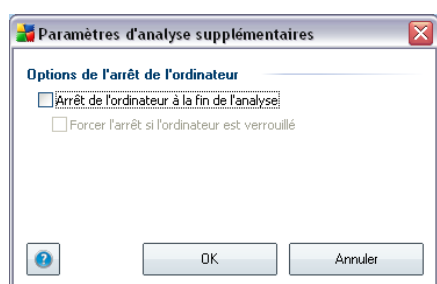 Paramètres d'analyse supplémentaires
Options de l'arrêt de l'ordinateur
Arrêt de l'ordinateur à la fin de l'analyse
Forcer l'arrêt si l'ordinateur est verrouillé
?
OK
Annuler